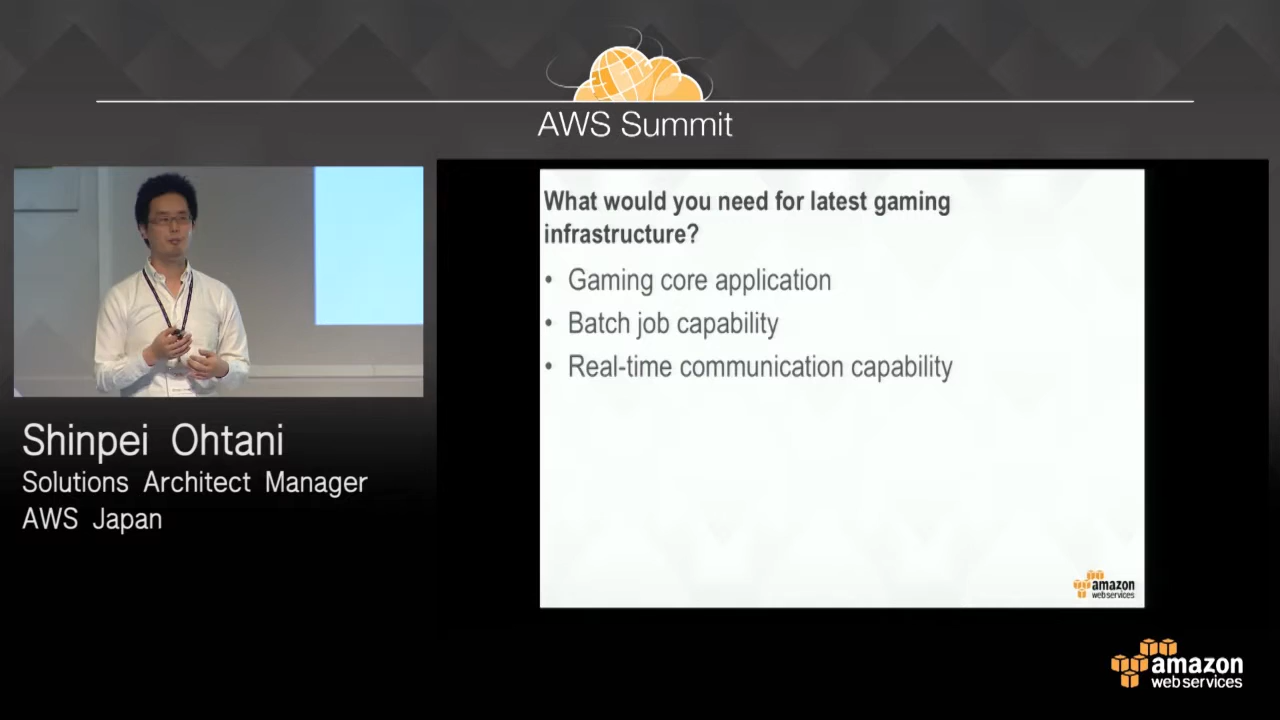 AWS Summit
What would you need for latest gaming
infrastructure?
• Gaming core application
• Batch job capability
• Real-time communication capability
amazon
web services
Shinpei Ohtani
Solutions Architect Manager
AWS Japan
amazon
web services